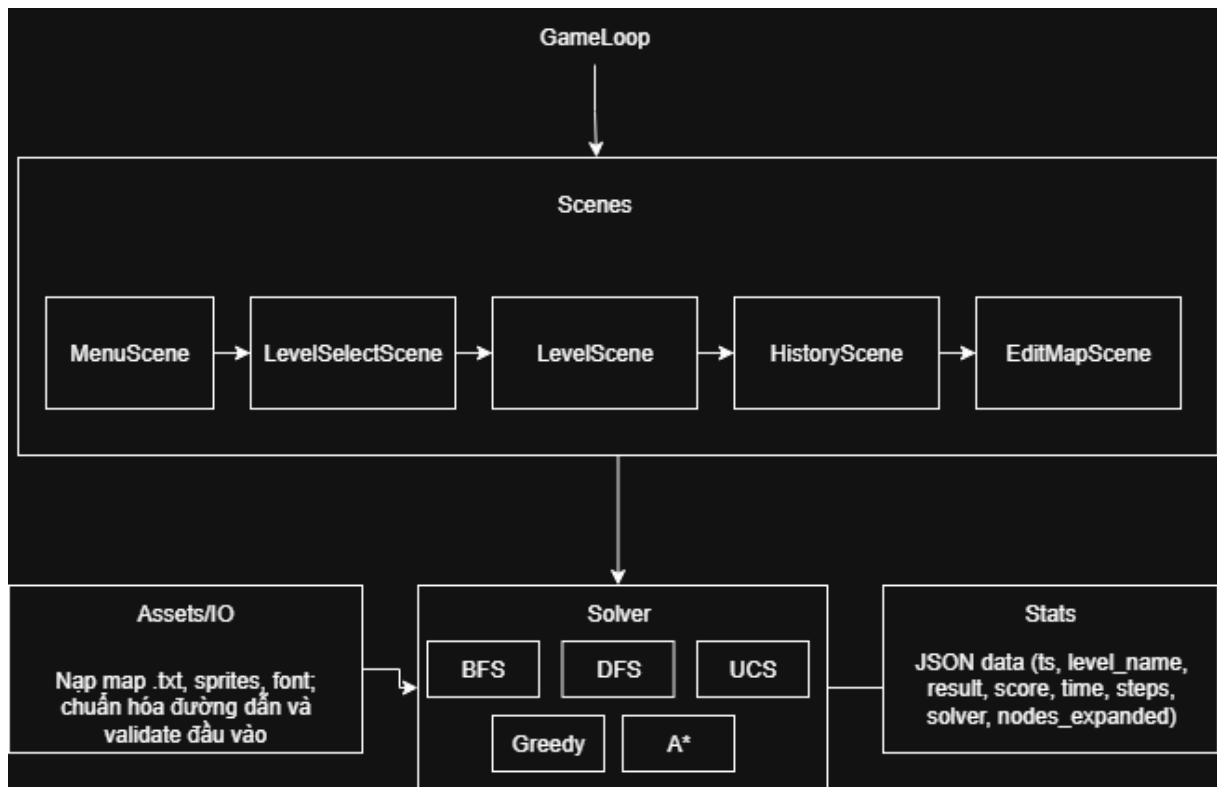 GameLoop
Scenes
MenuScene
LevelSelectScene
LevelScene
HistoryScene
EditMapScene
Assets/IO
Nạp map .txt, sprites, font;
chuẩn hóa đường dẫn và
validate đầu vào
Solver
BFS
DFS
UCS
Greedy
A*
Stats
JSON data (ts, level_name,
result, score, time, steps,
solver, nodes_expanded)